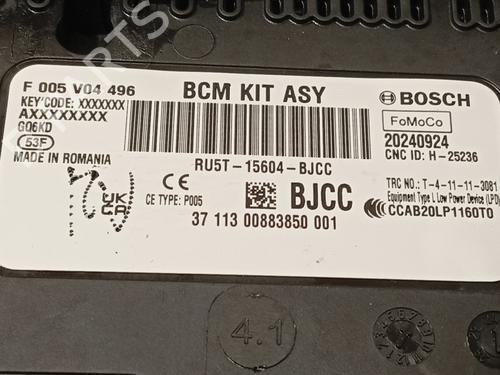 F 005 V04 496
BCM KIT ASY
BOSCH
KEY CODE: XXXXXXX
AXXXXXXXX
GQ6KD
53F
MADE IN ROMANIA
FoMoCo
20240924
CNC ID: H-25236
RU5T-15604-BJCC
CE
CE TYPE: P005
BJCC
37 113 00883850 001
TRC NO.: T-4-11-11-3081
Equipment Type L Low Power Device (LPD)
CCAB20LP1160T0
UK
CA
4.1